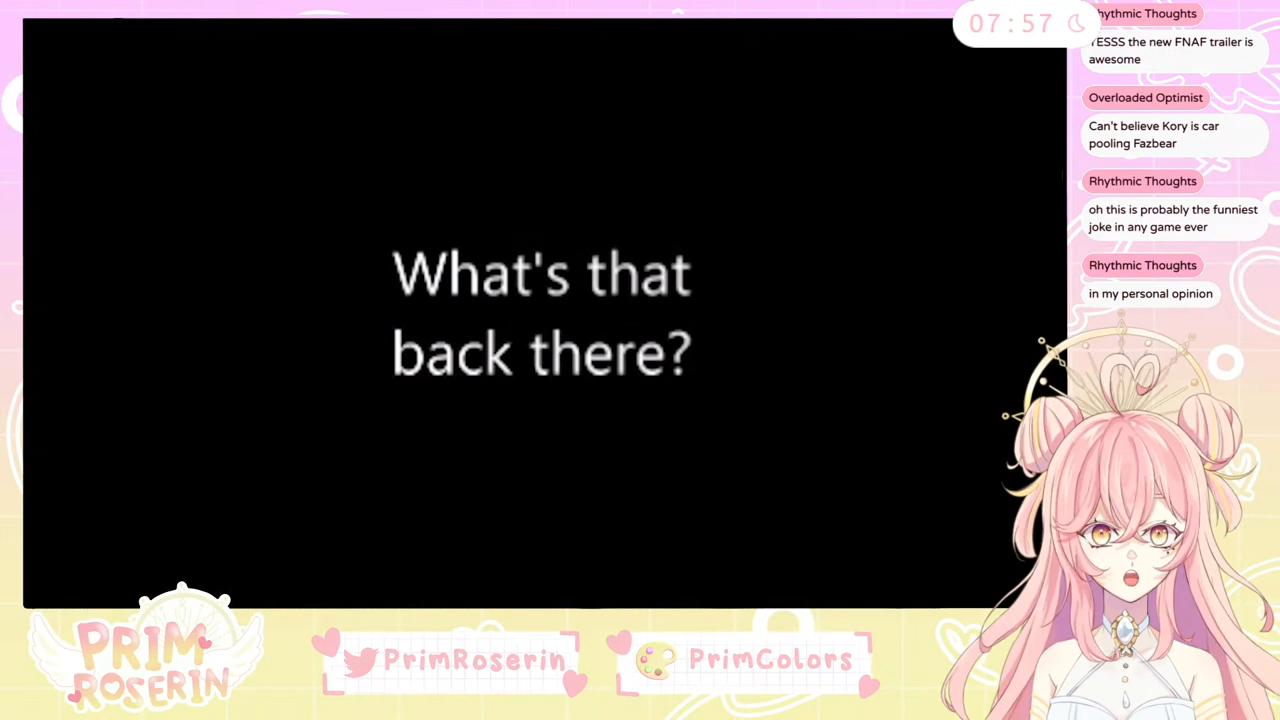 07:57
Rhythmic Thoughts
YESSS the new FNAF trailer is
awesome
Overloaded Optimist
Can't believe Kory is car
pooling Fazbear
Rhythmic Thoughts
oh this is probably the funniest
joke in any game ever
Rhythmic Thoughts
in my personal opinion
What's that
back there?
PRIM
ROSERIN
PrimRoserin
PrimColors